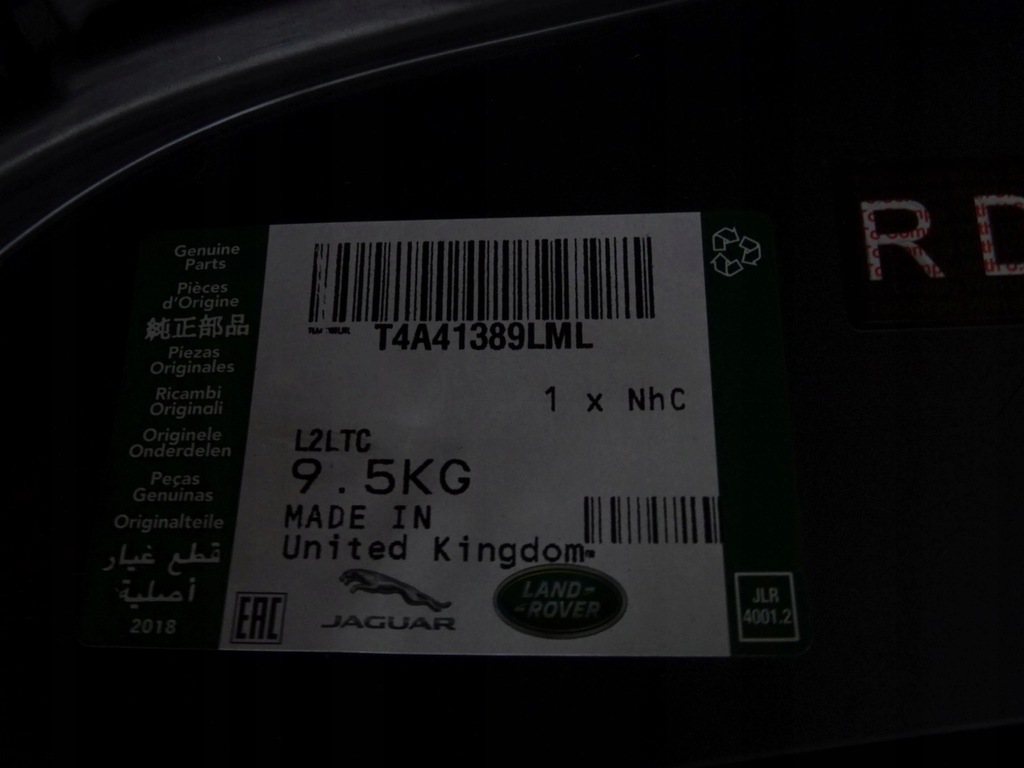 Genuine
Parts
Pièces
d'Origine
純正部品
Piezas
Originales
Ricambi
Originali
Originele
Onderdelen
Peças
Genuinas
Originalteile
قطع غيار
أصلية
2018
T4A41389LML
1 x NhC
L2LTC
9.5KG
MADE IN
United Kingdom
EAC
JAGUAR
LAND-
-ROVER
JLR
4001.2
RD